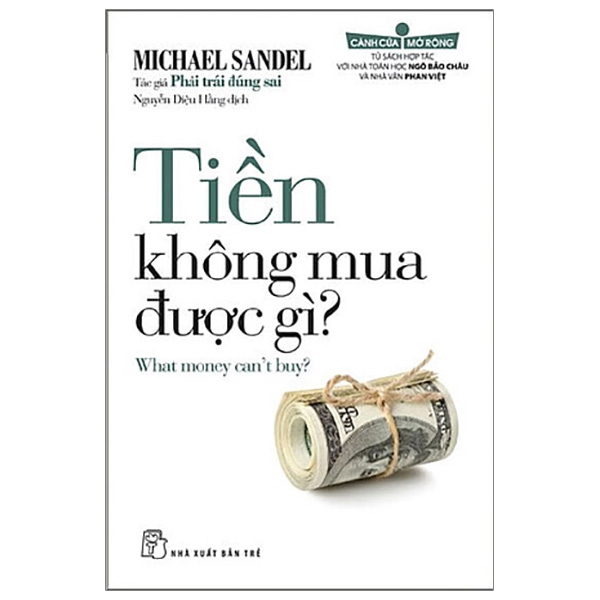 MICHAEL SANDEL
Tác giả Phải trái đúng sai
Nguyễn Diệu Hằng dịch
CÁNH CỬA MỞ RỘNG
TỦ SÁCH HỢP TÁC
VỚI NHÀ TOÁN HỌC NGÔ BẢO CHÂU
VÀ NHÀ VĂN PHAN VIỆT
Tiền
không mua
được gì?
What money can't buy?
NHÀ XUẤT BẢN TRẺ